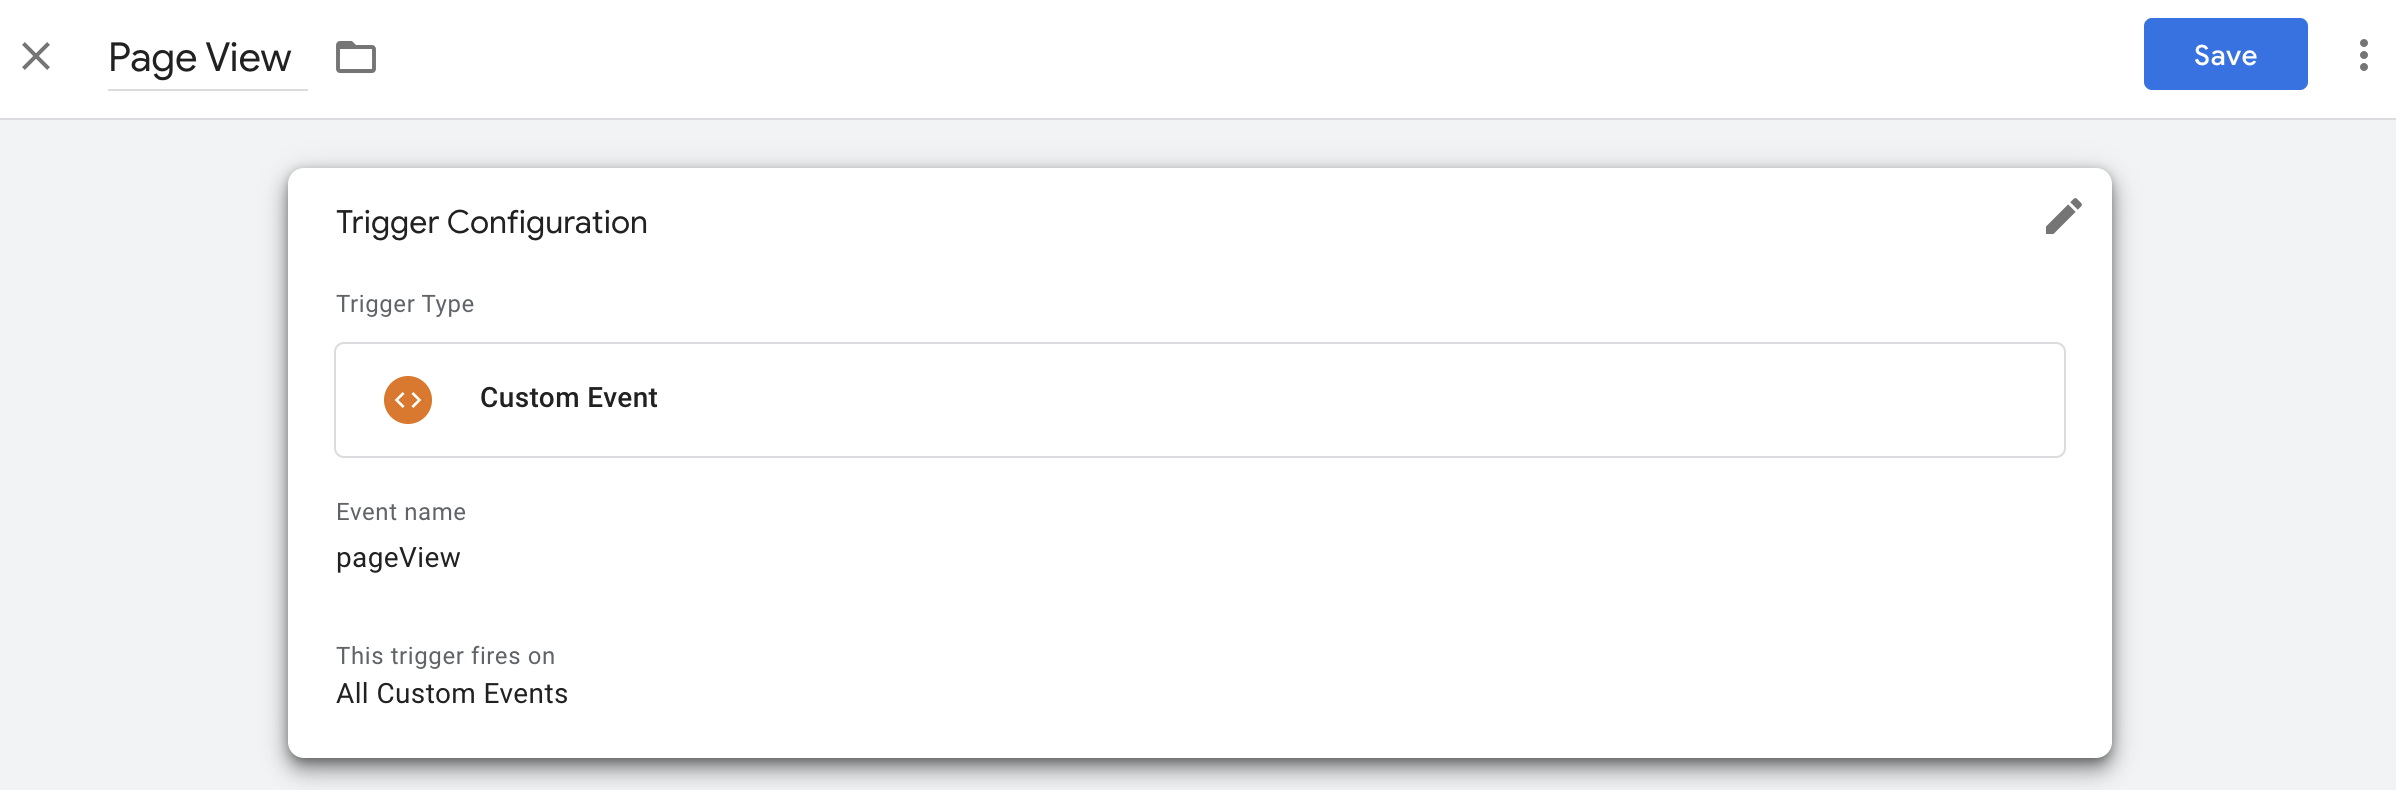 Page View
Save
Trigger Configuration
Trigger Type
Custom Event
Event name
pageView
This trigger fires on
All Custom Events